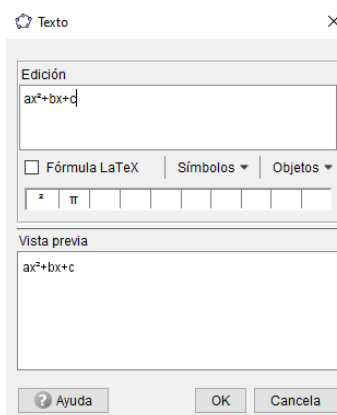 Texto
Edición
ax²+bx+c
Fórmula LaTeX Símbolos Objetos
² π
Vista previa
ax²+bx+c
Ayuda OK Cancela